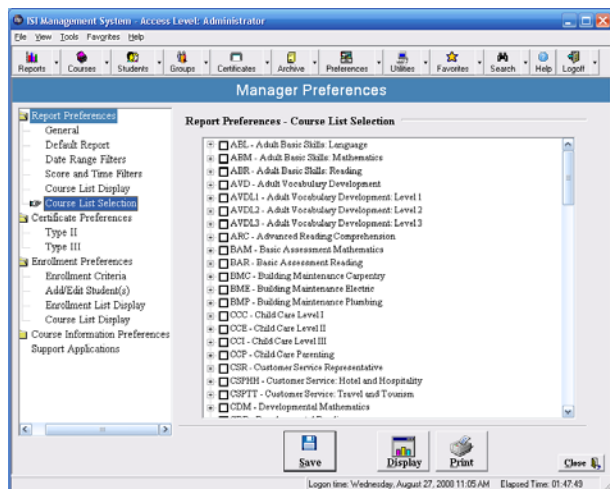 ISI Management System - Access Level: Administrator
File View Tools Favorites Help
Reports Courses Students Groups Certificates Archive Preferences Utilities Favorites Search Help Logoff
Manager Preferences
Report Preferences
General
Default Report
Date Range Filters
Score and Time Filters
Course List Display
Course List Selection
Certificate Preferences
Type II
Type III
Enrollment Preferences
Enrollment Criteria
Add/Edit Student(s)
Enrollment List Display
Course List Display
Course Information Preferences
Support Applications
Report Preferences - Course List Selection
ABL - Adult Basic Skills: Language
ABM - Adult Basic Skills: Mathematics
ABR - Adult Basic Skills: Reading
AVD - Adult Vocabulary Development
AVDL1 - Adult Vocabulary Development: Level 1
AVDL2 - Adult Vocabulary Development: Level 2
AVDL3 - Adult Vocabulary Development: Level 3
ARC - Advanced Reading Comprehension
BAM - Basic Assessment Mathematics
BAR - Basic Assessment Reading
BMC - Building Maintenance Carpentry
BME - Building Maintenance Electric
BMP - Building Maintenance Plumbing
CCC - Child Care Level I
CCE - Child Care Level II
CCI - Child Care Level III
CCP - Child Care Parenting
CSR - Customer Service Representative
CSPHH - Customer Service: Hotel and Hospitality
CSPTT - Customer Service: Travel and Tourism
CDM - Developmental Mathematics
Save Display Print Close
Logon time: Wednesday, August 27, 2008 11:05 AM Elapsed Time: 01:47:49